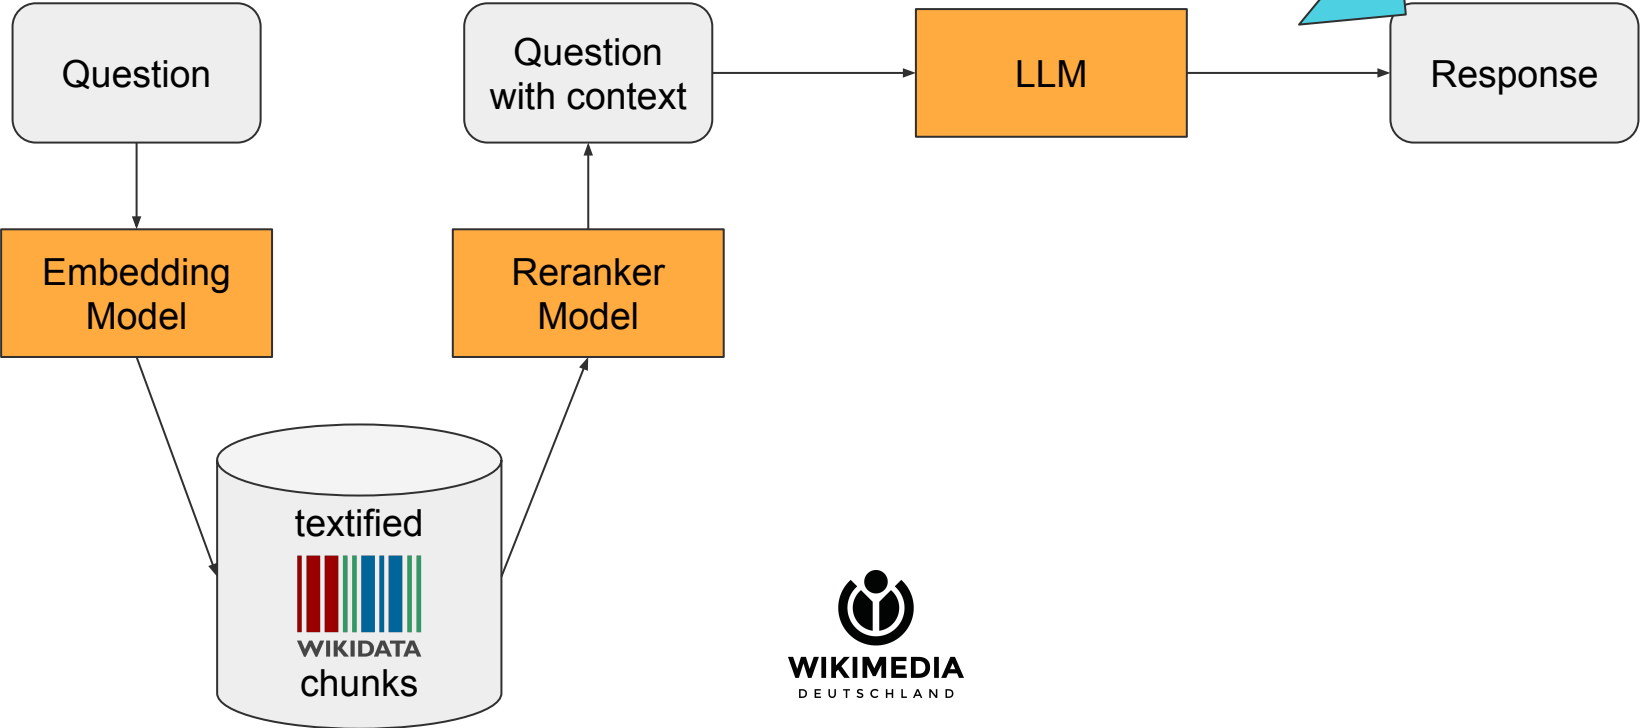 Question
Question
with context
LLM
Response
Embedding
Model
Reranker
Model
textified
WIKIDATA
chunks
WIKIMEDIA
DEUTSCHLAND